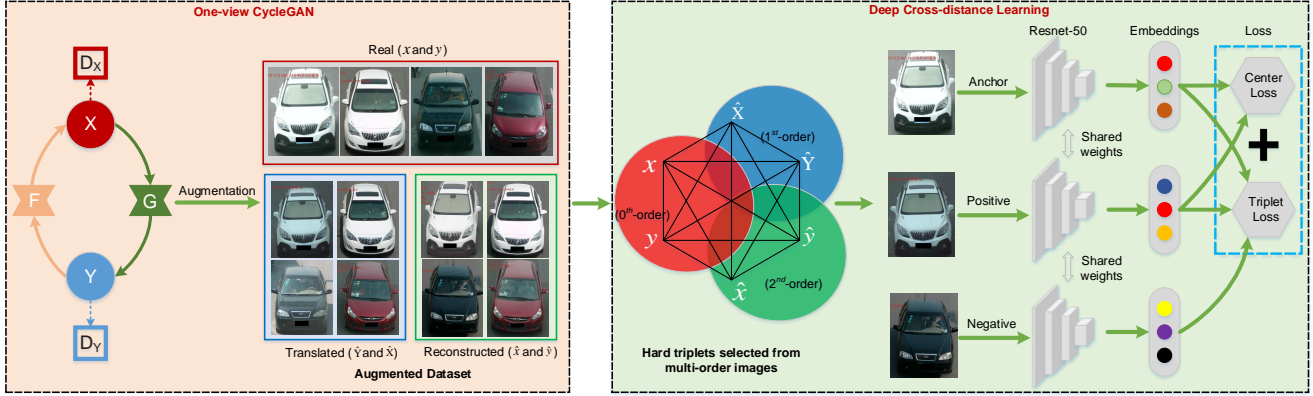 One-view CycleGAN
D_X
X
F
G
Y
D_Y
Augmentation
Real (x and y)
Translated (Ŷ and X̂)
Reconstructed (x̂ and ŷ)
Augmented Dataset
Deep Cross-distance Learning
X̂
(1st-order)
x
Ŷ
(0th-order)
y
ŷ
x̂
(2nd-order)
Hard triplets selected from
multi-order images
Resnet-50
Embeddings
Loss
Anchor
Center
Loss
Shared
weights
+
Positive
Triplet
Loss
Shared
weights
Negative